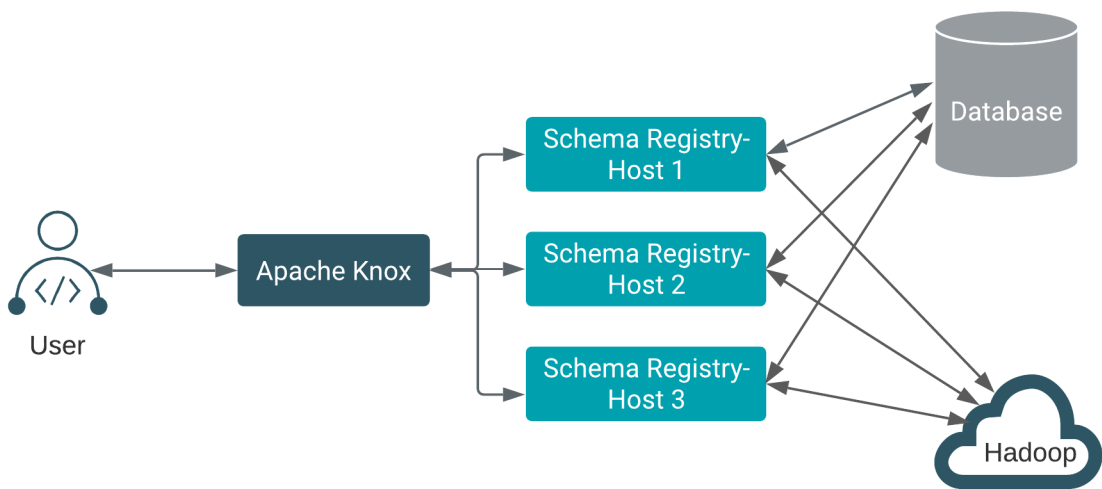 Database
Schema Registry-
Host 1
Schema Registry-
Host 2
Apache Knox
</>
User
Schema Registry-
Host 3
Hadoop